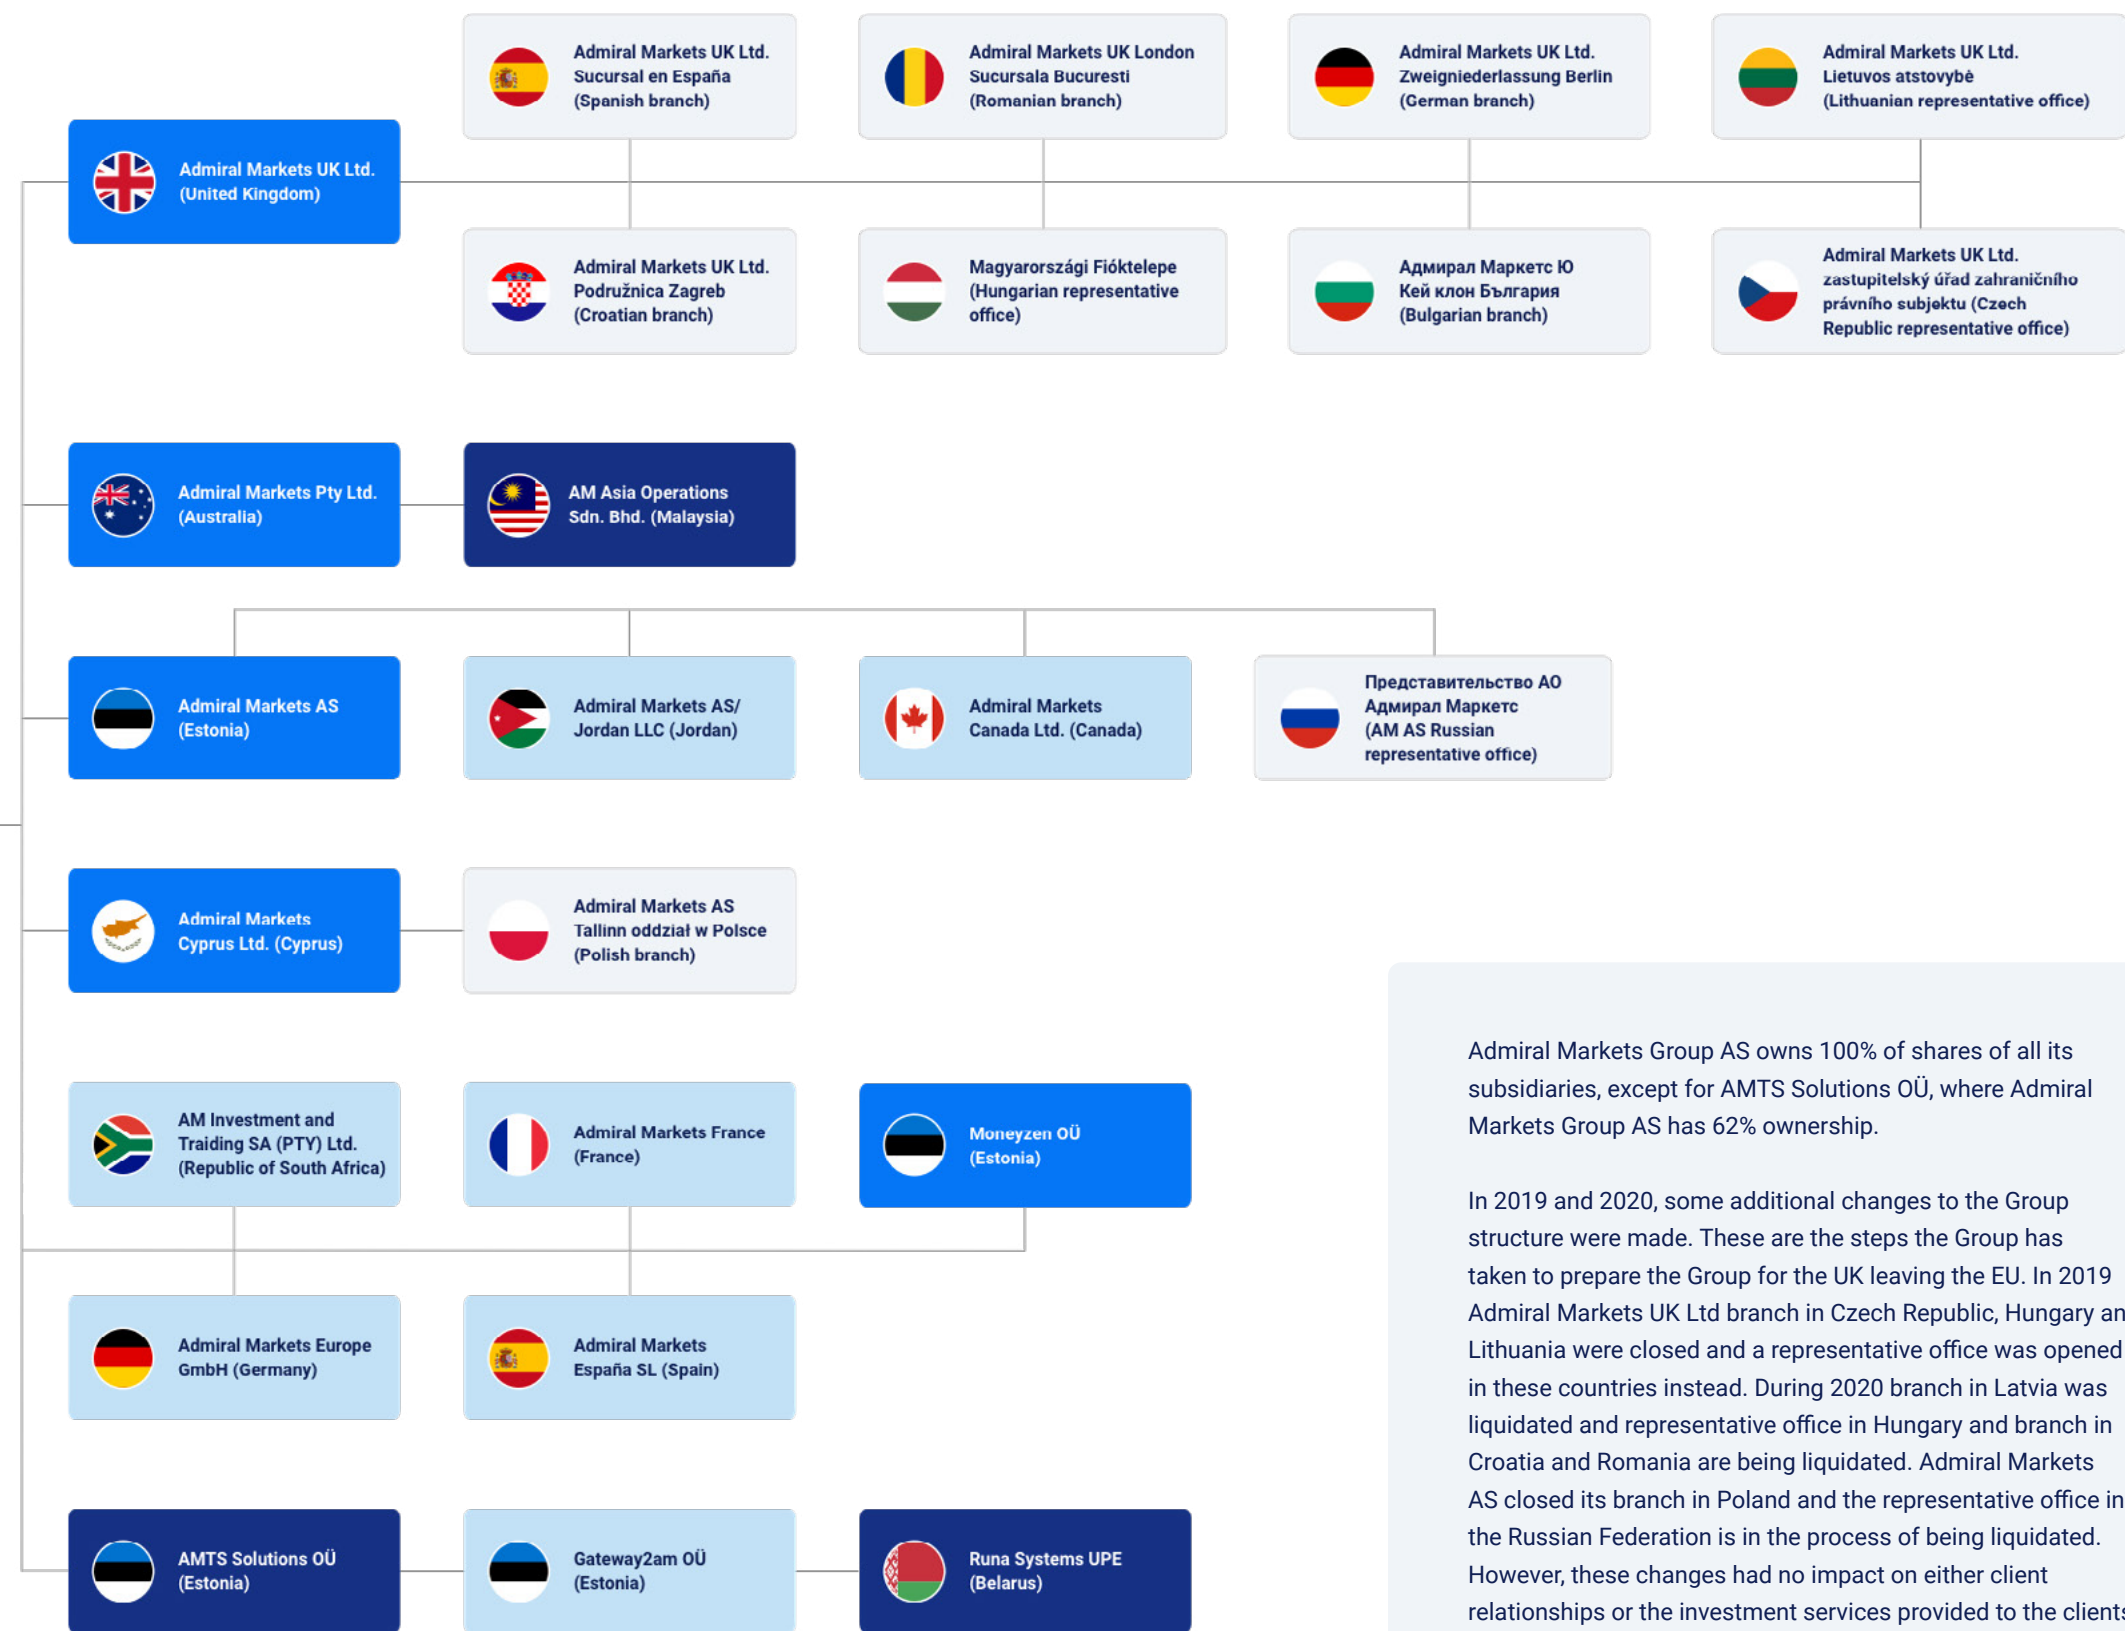 Admiral Markets UK Ltd.
Sucursal en España
(Spanish branch)
Admiral Markets UK London
Sucursala Bucuresti
(Romanian branch)
Admiral Markets UK Ltd.
Zweigniederlassung Berlin
(German branch)
Admiral Markets UK Ltd.
Lietuvos atstovybė
(Lithuanian representative office)
Admiral Markets UK Ltd.
(United Kingdom)
Admiral Markets UK Ltd.
Podružnica Zagreb
(Croatian branch)
Magyarországi Fióktelepe
(Hungarian representative
office)
Адмирал Маркетс Ю
Кей клон България
(Bulgarian branch)
Admiral Markets UK Ltd.
zastupitelský úřad zahraničního
právního subjektu (Czech
Republic representative office)
Admiral Markets Pty Ltd.
(Australia)
AM Asia Operations
Sdn. Bhd. (Malaysia)
Admiral Markets AS
(Estonia)
Admiral Markets AS/
Jordan LLC (Jordan)
Admiral Markets
Canada Ltd. (Canada)
Представительство АО
Адмирал Маркетс
(AM AS Russian
representative office)
Admiral Markets
Cyprus Ltd. (Cyprus)
Admiral Markets AS
Tallinn oddział w Polsce
(Polish branch)
AM Investment and
Traiding SA (PTY) Ltd.
(Republic of South Africa)
Admiral Markets France
(France)
Moneyzen OÜ
(Estonia)
Admiral Markets Europe
GmbH (Germany)
Admiral Markets
España SL (Spain)
AMTS Solutions OÜ
(Estonia)
Gateway2am OÜ
(Estonia)
Runa Systems UPE
(Belarus)
Admiral Markets Group AS owns 100% of shares of all its
subsidiaries, except for AMTS Solutions OÜ, where Admiral
Markets Group AS has 62% ownership.
In 2019 and 2020, some additional changes to the Group
structure were made. These are the steps the Group has
taken to prepare the Group for the UK leaving the EU. In 2019
Admiral Markets UK Ltd branch in Czech Republic, Hungary an
Lithuania were closed and a representative office was opened
in these countries instead. During 2020 branch in Latvia was
liquidated and representative office in Hungary and branch in
Croatia and Romania are being liquidated. Admiral Markets
AS closed its branch in Poland and the representative office in
the Russian Federation is in the process of being liquidated.
However, these changes had no impact on either client
relationships or the investment services provided to the clients